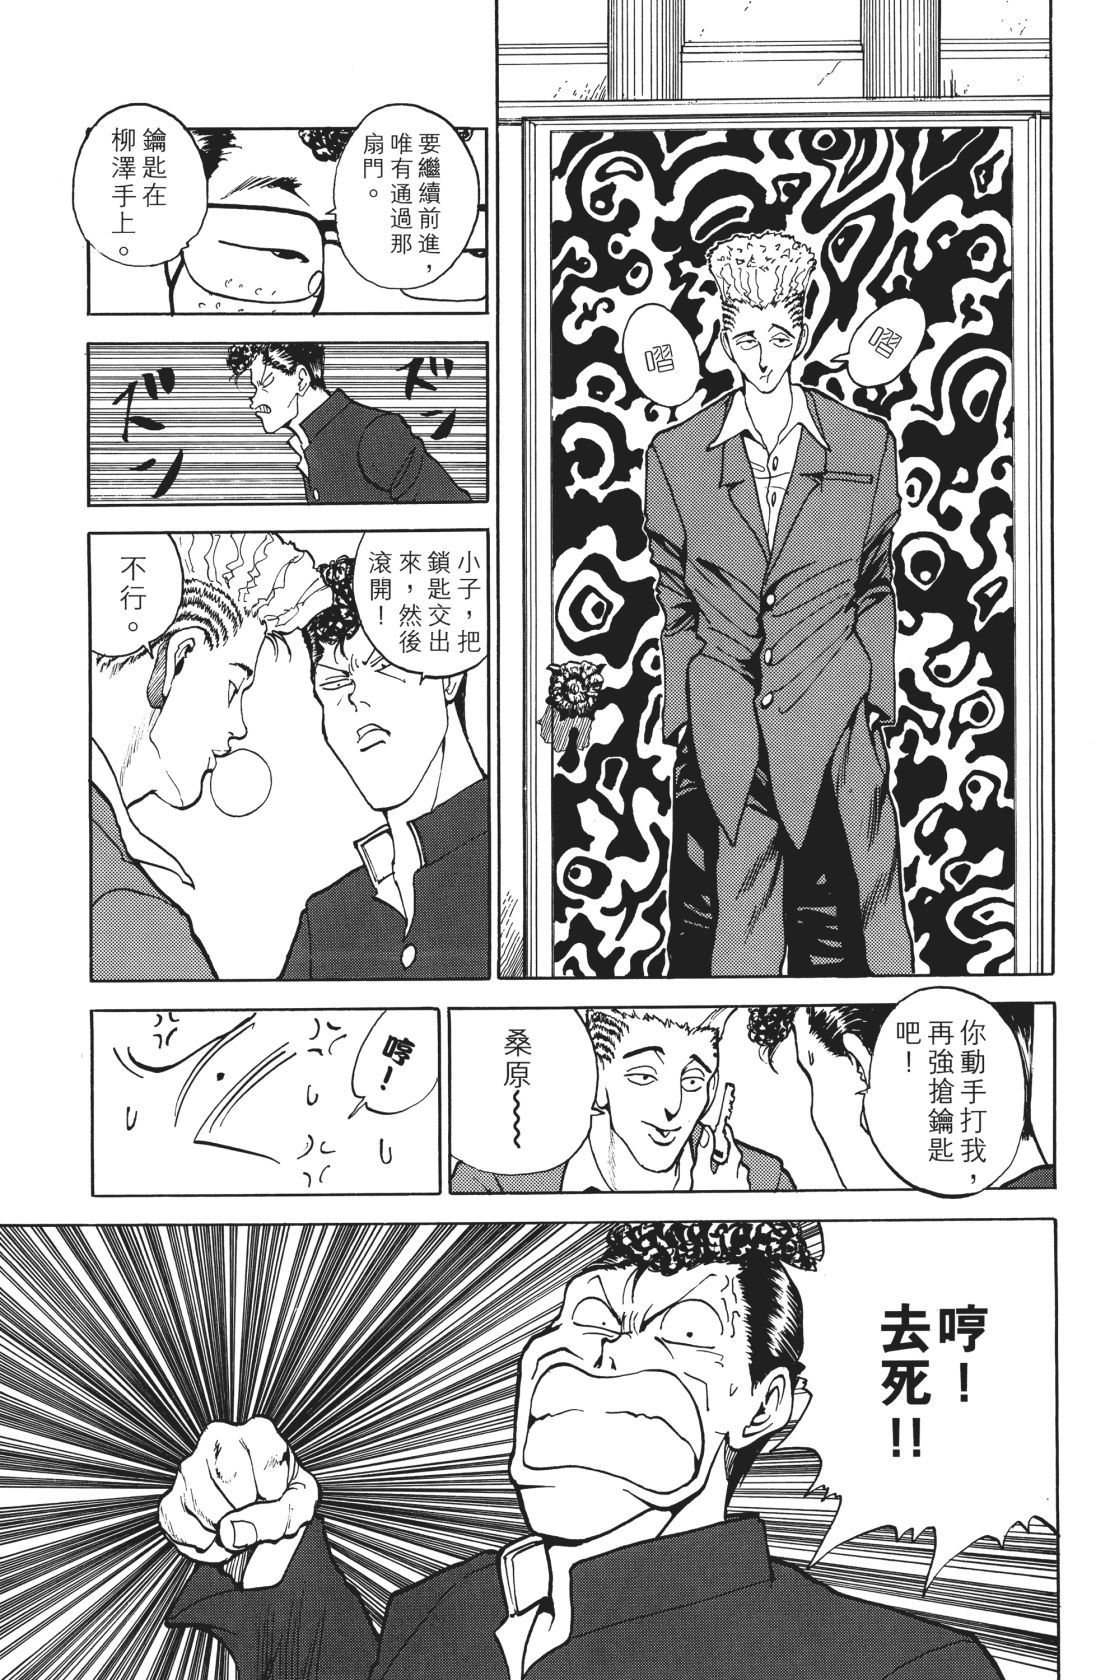 嚼
嚼
要繼續前進，
唯有通過那
扇門。
鑰匙在
柳澤手上。
ズン
ズン
小子，把
鎖匙交出
來，然後
滾開！
不行。
你動手打我，
再強搶鑰匙
吧！
桑原～～
哼！
哼！
去死!!